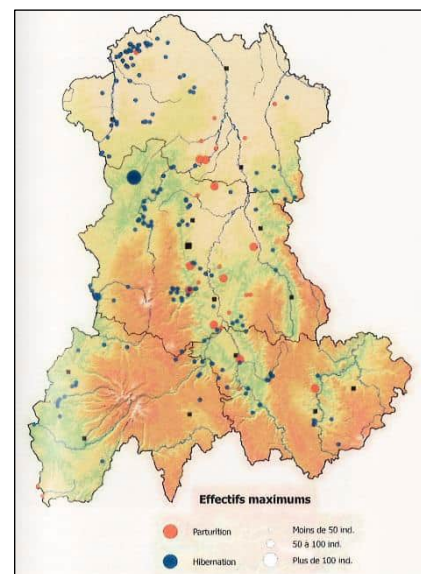 Effectifs maximums
Parturition
Hibernation
Moins de 50 ind.
50 à 100 ind.
Plus de 100 ind.